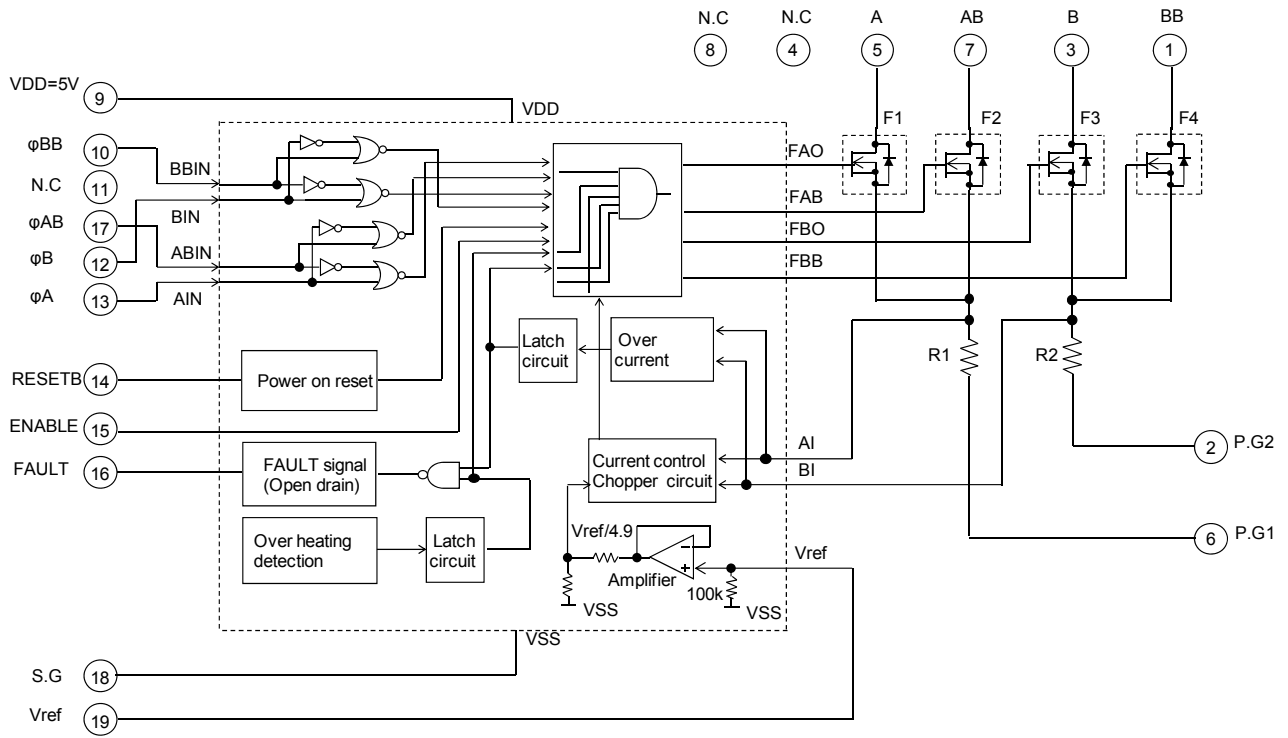 N.C
N.C
A
AB
B
BB
8
4
5
7
3
1
VDD=5V
9
VDD
F1
F2
F3
F4
φBB
10
BBIN
FAO
N.C
11
BIN
FAB
φAB
17
ABIN
FBO
φB
12
FBB
φA
13
AIN
Latch
circuit
Over
current
R1
R2
RESETB
14
Power on reset
ENABLE
15
AI
2
P.G2
FAULT
16
FAULT signal
(Open drain)
Current control
Chopper circuit
BI
Over heating
detection
Latch
circuit
Vref/4.9
Vref
6
P.G1
Amplifier
100k
VSS
VSS
VSS
S.G
18
Vref
19